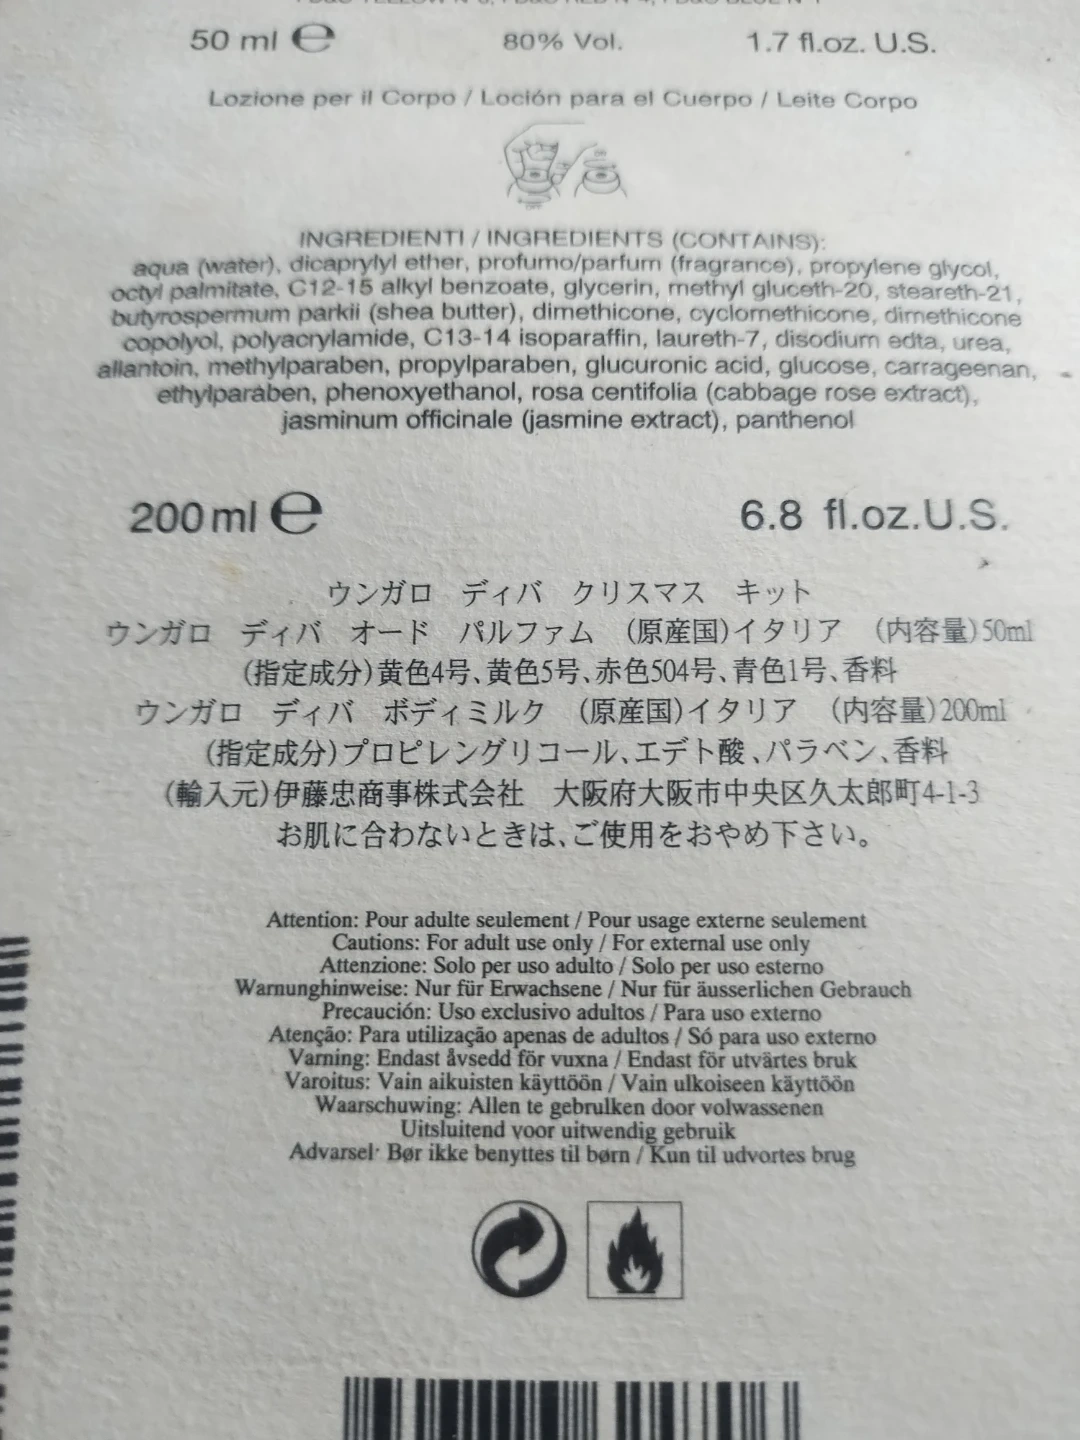 50 ml ℮ 80% Vol. 1.7 fl.oz. U.S.
Lozione per il Corpo / Loción para el Cuerpo / Leite Corpo
INGREDIENTI / INGREDIENTS (CONTAINS):
aqua (water), dicaprylyl ether, profumo/parfum (fragrance), propylene glycol,
octyl palmitate, C12-15 alkyl benzoate, glycerin, methyl gluceth-20, steareth-21,
butyrospermum parkii (shea butter), dimethicone, cyclomethicone, dimethicone
copolyol, polyacrylamide, C13-14 isoparaffin, laureth-7, disodium edta, urea,
allantoin, methylparaben, propylparaben, glucuronic acid, glucose, carrageenan,
ethylparaben, phenoxyethanol, rosa centifolia (cabbage rose extract),
jasminum officinale (jasmine extract), panthenol
200 ml ℮ 6.8 fl.oz.U.S.
ウンガロ ディバ クリスマス キット
ウンガロ ディバ オード パルファム (原産国)イタリア (内容量)50ml
(指定成分)黄色4号、黄色5号、赤色504号、青色1号、香料
ウンガロ ディバ ボディミルク (原産国)イタリア (内容量)200ml
(指定成分)プロピレングリコール、エデト酸、パラベン、香料
(輸入元)伊藤忠商事株式会社 大阪府大阪市中央区久太郎町4-1-3
お肌に合わないときは、ご使用をおやめ下さい。
Attention: Pour adulte seulement / Pour usage externe seulement
Cautions: For adult use only / For external use only
Attenzione: Solo per uso adulto / Solo per uso esterno
Warnunghinweise: Nur für Erwachsene / Nur für äusserlichen Gebrauch
Precaución: Uso exclusivo adultos / Para uso externo
Atenção: Para utilização apenas de adultos / Só para uso externo
Varning: Endast åvsedd för vuxna / Endast för utvärtes bruk
Varoitus: Vain aikuisten käyttöön / Vain ulkoiseen käyttöön
Waarschuwing: Allen te gebrulken door volwassenen
Uitsluitend voor uitwendig gebruik
Advarsel: Bør ikke benyttes til børn / Kun til udvortes brug